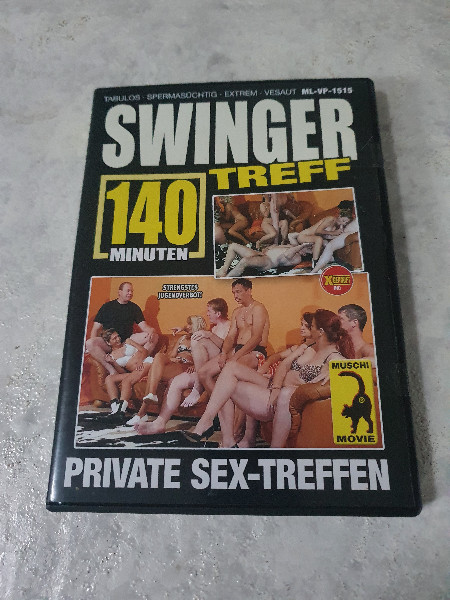 TABULOS · SPERMASÜCHTIG · EXTREM · VERSAUT ML-VP-1515
SWINGER
TREFF
140
MINUTEN
STRENGSTES
JUGENDVERBOT!
MUSCHI
MOVIE
PRIVATE SEX-TREFFEN